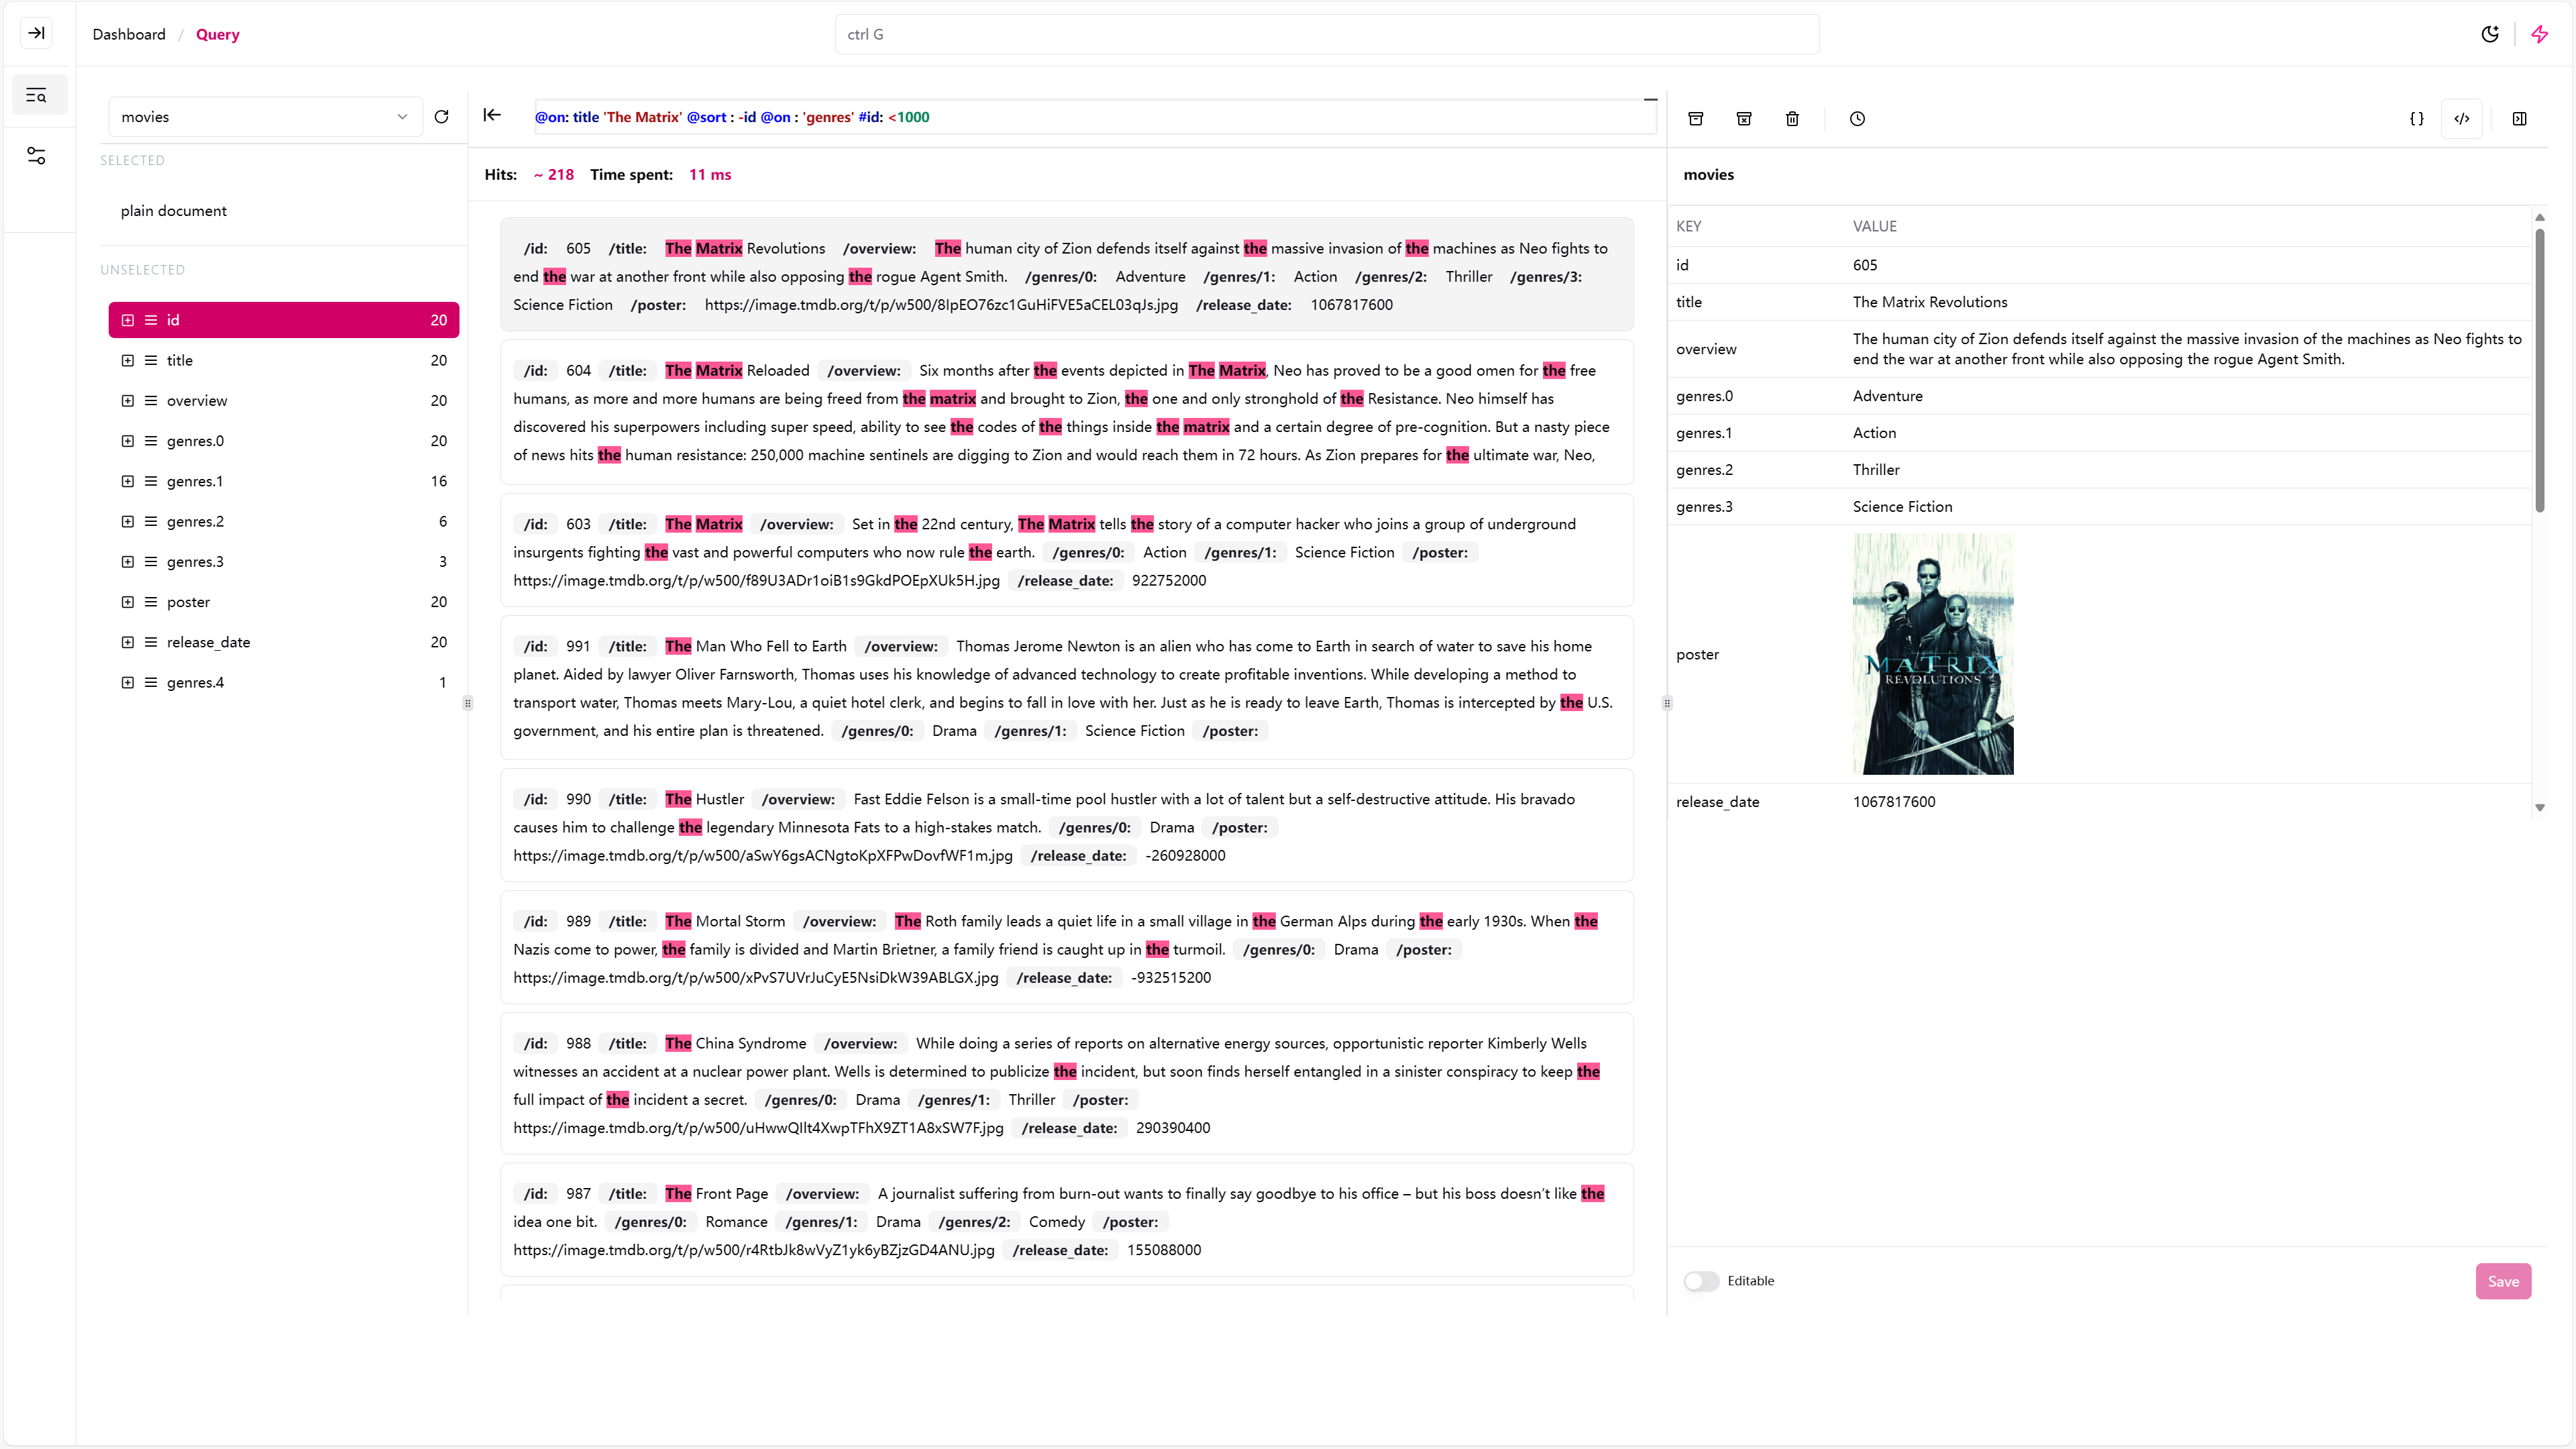 Dashboard / Query
ctrl G
movies
SELECTED
plain document
UNSELECTED
id 20
title 20
overview 20
genres.0 20
genres.1 16
genres.2 6
genres.3 3
poster 20
release_date 20
genres.4 1
@on: title 'The Matrix' @sort : -id @on : 'genres' #id: <1000
Hits: ~ 218 Time spent: 11 ms
/id: 605 /title: The Matrix Revolutions /overview: The human city of Zion defends itself against the massive invasion of the machines as Neo fights to
end the war at another front while also opposing the rogue Agent Smith. /genres/0: Adventure /genres/1: Action /genres/2: Thriller /genres/3:
Science Fiction /poster: https://image.tmdb.org/t/p/w500/8IpEO76zc1GuHiFVE5aCEL03qJs.jpg /release_date: 1067817600
/id: 604 /title: The Matrix Reloaded /overview: Six months after the events depicted in The Matrix, Neo has proved to be a good omen for the free
humans, as more and more humans are being freed from the matrix and brought to Zion, the one and only stronghold of the Resistance. Neo himself has
discovered his superpowers including super speed, ability to see the codes of the things inside the matrix and a certain degree of pre-cognition. But a nasty piece
of news hits the human resistance: 250,000 machine sentinels are digging to Zion and would reach them in 72 hours. As Zion prepares for the ultimate war, Neo,
/id: 603 /title: The Matrix /overview: Set in the 22nd century, The Matrix tells the story of a computer hacker who joins a group of underground
insurgents fighting the vast and powerful computers who now rule the earth. /genres/0: Action /genres/1: Science Fiction /poster:
https://image.tmdb.org/t/p/w500/f89U3ADr1oiB1s9GkdPOEpXUk5H.jpg /release_date: 922752000
/id: 991 /title: The Man Who Fell to Earth /overview: Thomas Jerome Newton is an alien who has come to Earth in search of water to save his home
planet. Aided by lawyer Oliver Farnsworth, Thomas uses his knowledge of advanced technology to create profitable inventions. While developing a method to
transport water, Thomas meets Mary-Lou, a quiet hotel clerk, and begins to fall in love with her. Just as he is ready to leave Earth, Thomas is intercepted by the U.S.
government, and his entire plan is threatened. /genres/0: Drama /genres/1: Science Fiction /poster:
/id: 990 /title: The Hustler /overview: Fast Eddie Felson is a small-time pool hustler with a lot of talent but a self-destructive attitude. His bravado
causes him to challenge the legendary Minnesota Fats to a high-stakes match. /genres/0: Drama /poster:
https://image.tmdb.org/t/p/w500/aSwY6gsACNgtoKpXFPwDovfWF1m.jpg /release_date: -260928000
/id: 989 /title: The Mortal Storm /overview: The Roth family leads a quiet life in a small village in the German Alps during the early 1930s. When the
Nazis come to power, the family is divided and Martin Brietner, a family friend is caught up in the turmoil. /genres/0: Drama /poster:
https://image.tmdb.org/t/p/w500/xPvS7UVrJuCyE5NsiDkW39ABLGX.jpg /release_date: -932515200
/id: 988 /title: The China Syndrome /overview: While doing a series of reports on alternative energy sources, opportunistic reporter Kimberly Wells
witnesses an accident at a nuclear power plant. Wells is determined to publicize the incident, but soon finds herself entangled in a sinister conspiracy to keep the
full impact of the incident a secret. /genres/0: Drama /genres/1: Thriller /poster:
https://image.tmdb.org/t/p/w500/uHwwQIlt4XwpTFhX9ZT1A8xSW7F.jpg /release_date: 290390400
/id: 987 /title: The Front Page /overview: A journalist suffering from burn-out wants to finally say goodbye to his office – but his boss doesn’t like the
idea one bit. /genres/0: Romance /genres/1: Drama /genres/2: Comedy /poster:
https://image.tmdb.org/t/p/w500/r4RtbJk8wVyZ1yk6yBZjzGD4ANU.jpg /release_date: 155088000
movies
KEY VALUE
id 605
title The Matrix Revolutions
overview The human city of Zion defends itself against the massive invasion of the machines as Neo fights to
end the war at another front while also opposing the rogue Agent Smith.
genres.0 Adventure
genres.1 Action
genres.2 Thriller
genres.3 Science Fiction
poster
MATRIX
REVOLUTIONS
release_date 1067817600
Editable
Save